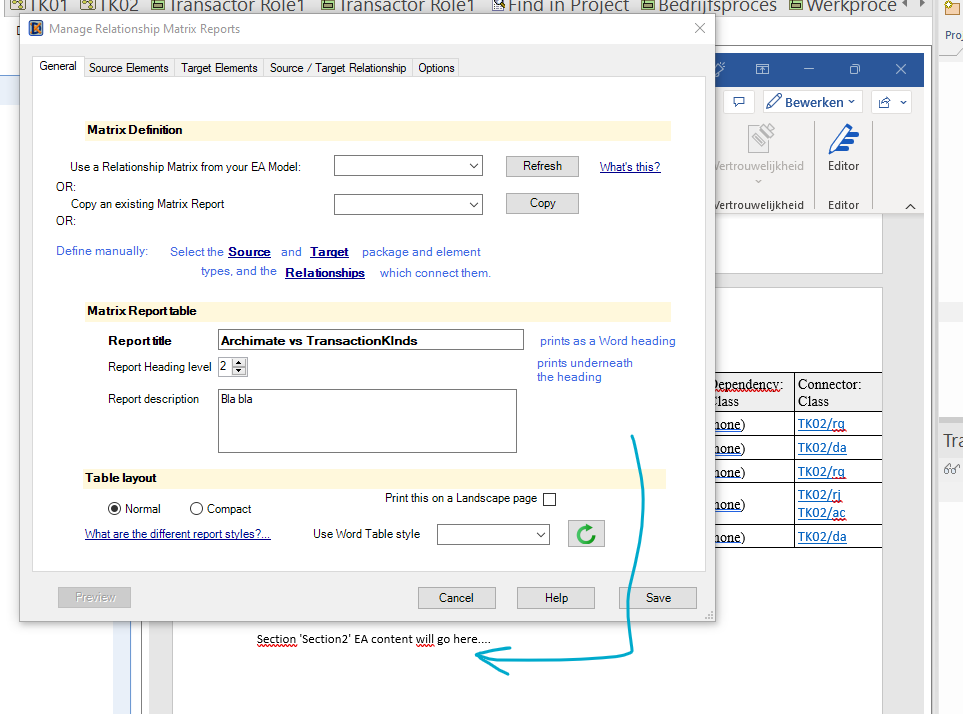 TK01 TK02 Transactor Role1 Transactor Role1 Find in Project Bedrijfsproces Werkproce
Manage Relationship Matrix Reports
General Source Elements Target Elements Source / Target Relationship Options
Matrix Definition
Use a Relationship Matrix from your EA Model: Refresh What's this?
OR:
Copy an existing Matrix Report Copy
OR:
Define manually: Select the Source and Target package and element
types, and the Relationships which connect them.
Matrix Report table
Report title Archimate vs TransactionKInds prints as a Word heading
Report Heading level 2 prints underneath
the heading
Report description Bla bla
Table layout
Normal Compact Print this on a Landscape page
What are the different report styles?... Use Word Table style
Preview Cancel Help Save
Section 'Section2' EA content will go here....
Bewerken
Vertrouwelijkheid Editor
Vertrouwelijkheid Editor
Dependency: Connector:
Class Class
none) TK02/rq
none) TK02/da
none) TK02/rq
none) TK02/rj
TK02/ac
none) TK02/da
Pro
Tra